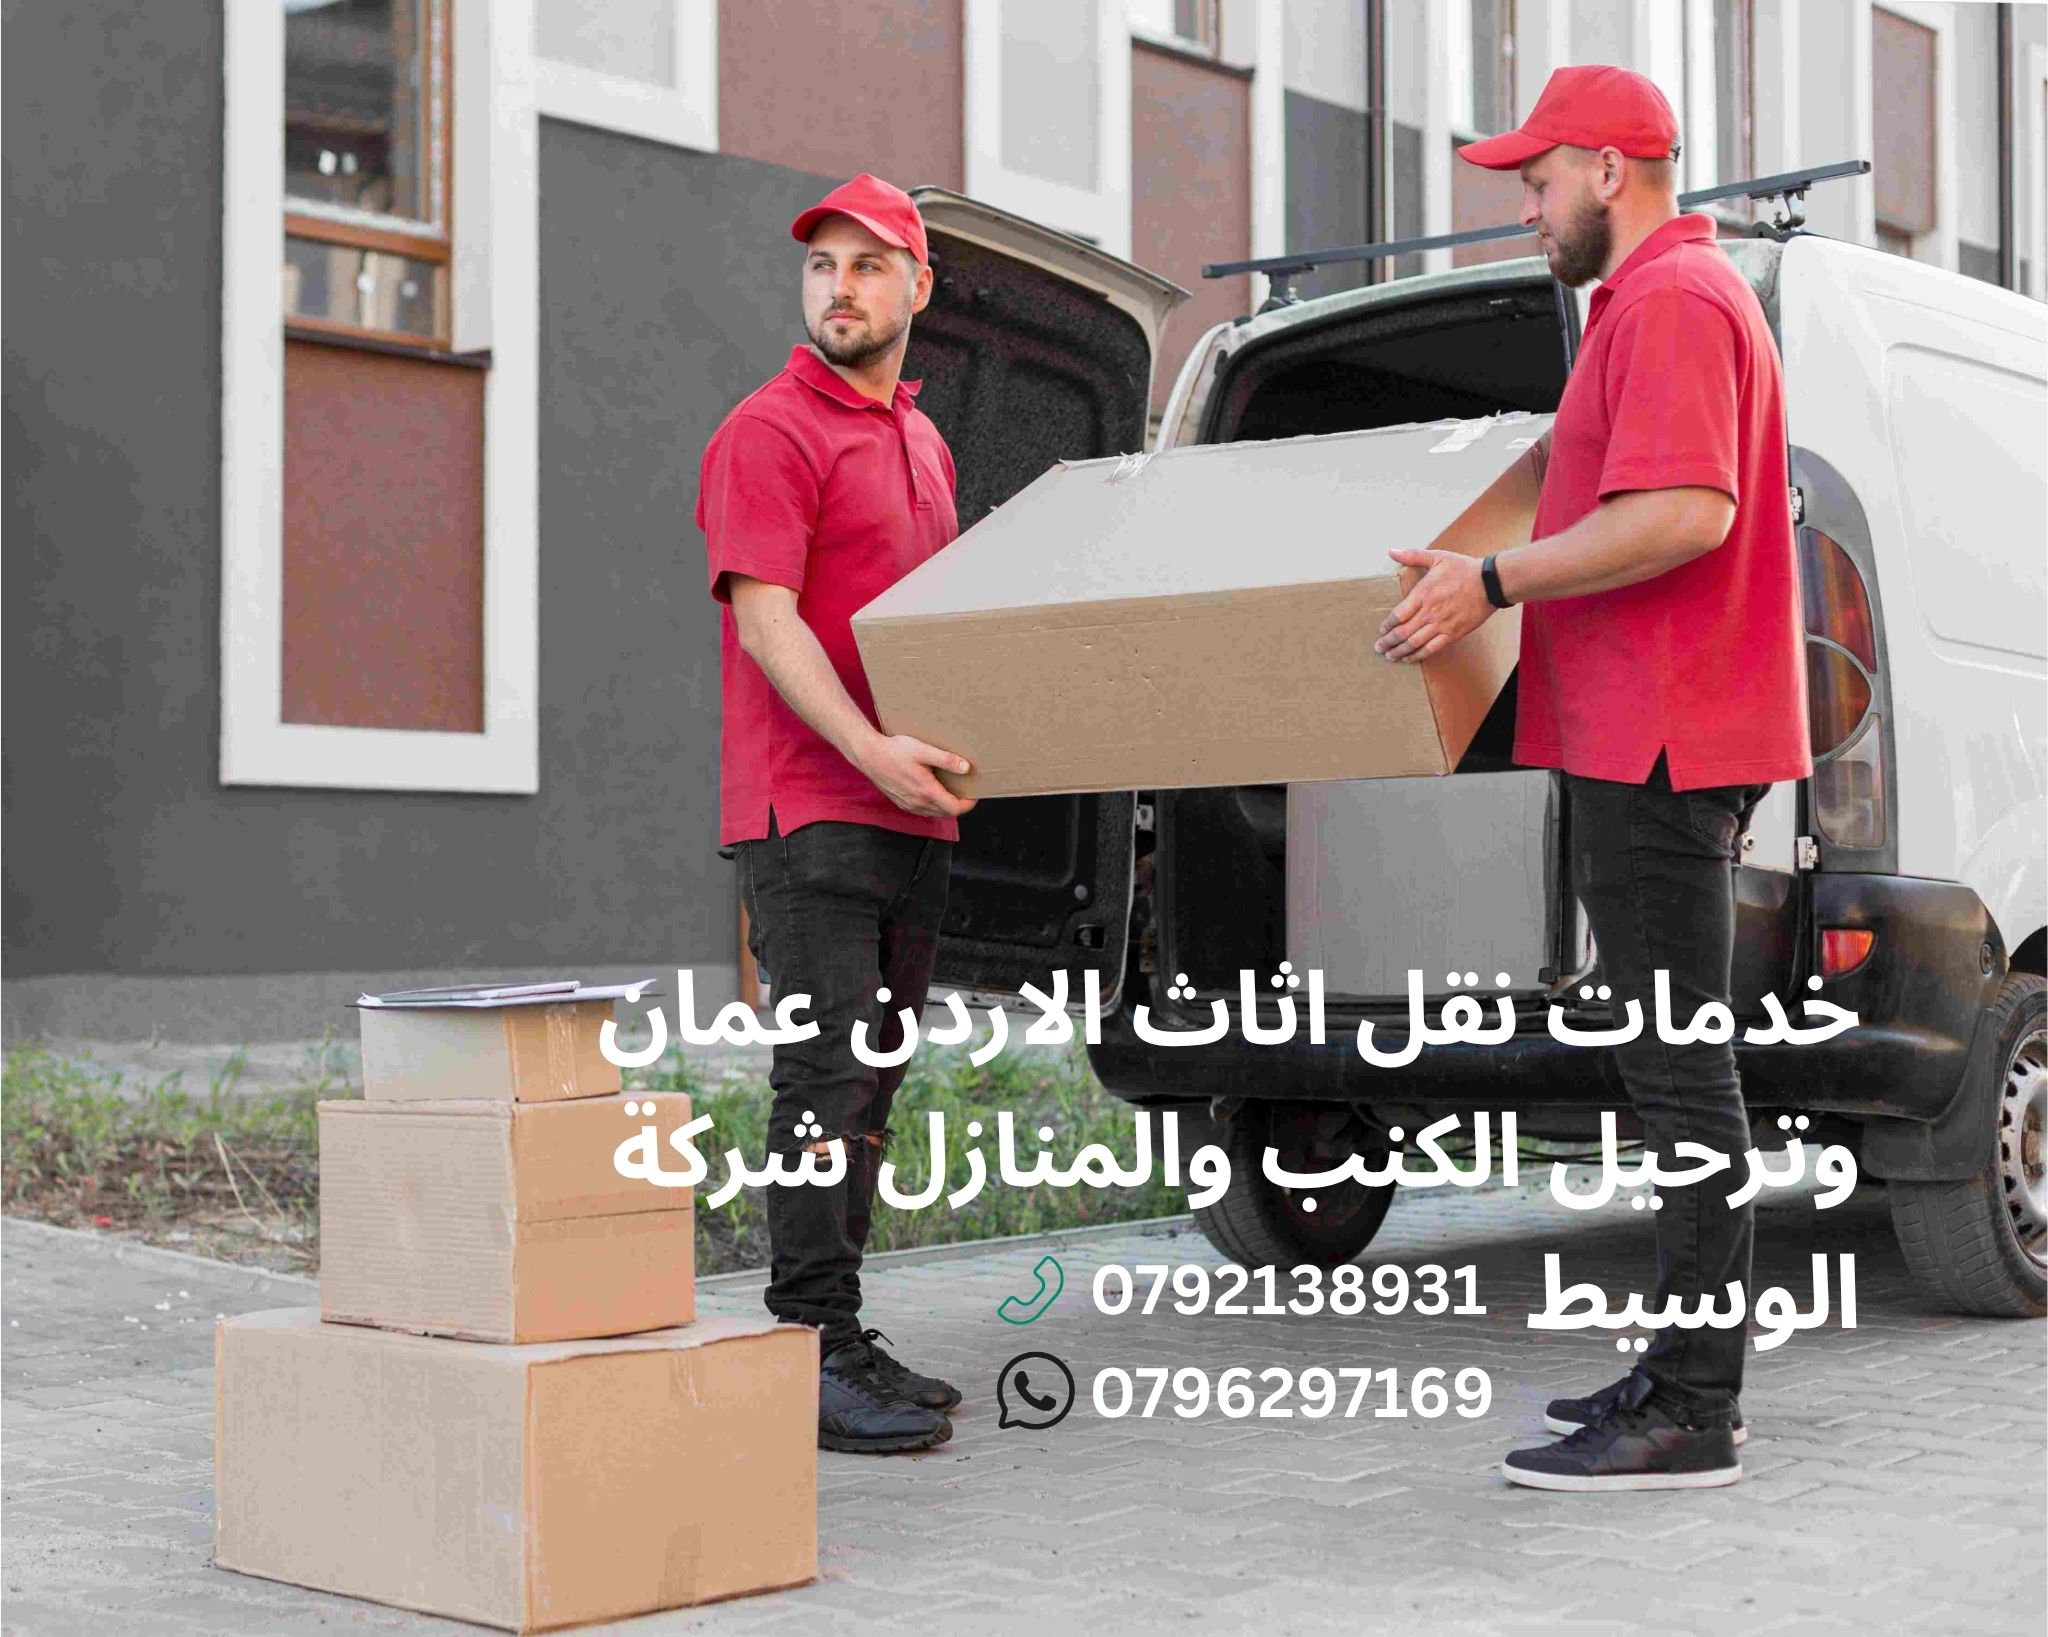 خدمات نقل اثاث الاردن عمان
وترحيل الكنب والمنازل شركة
الوسيط
0792138931
0796297169